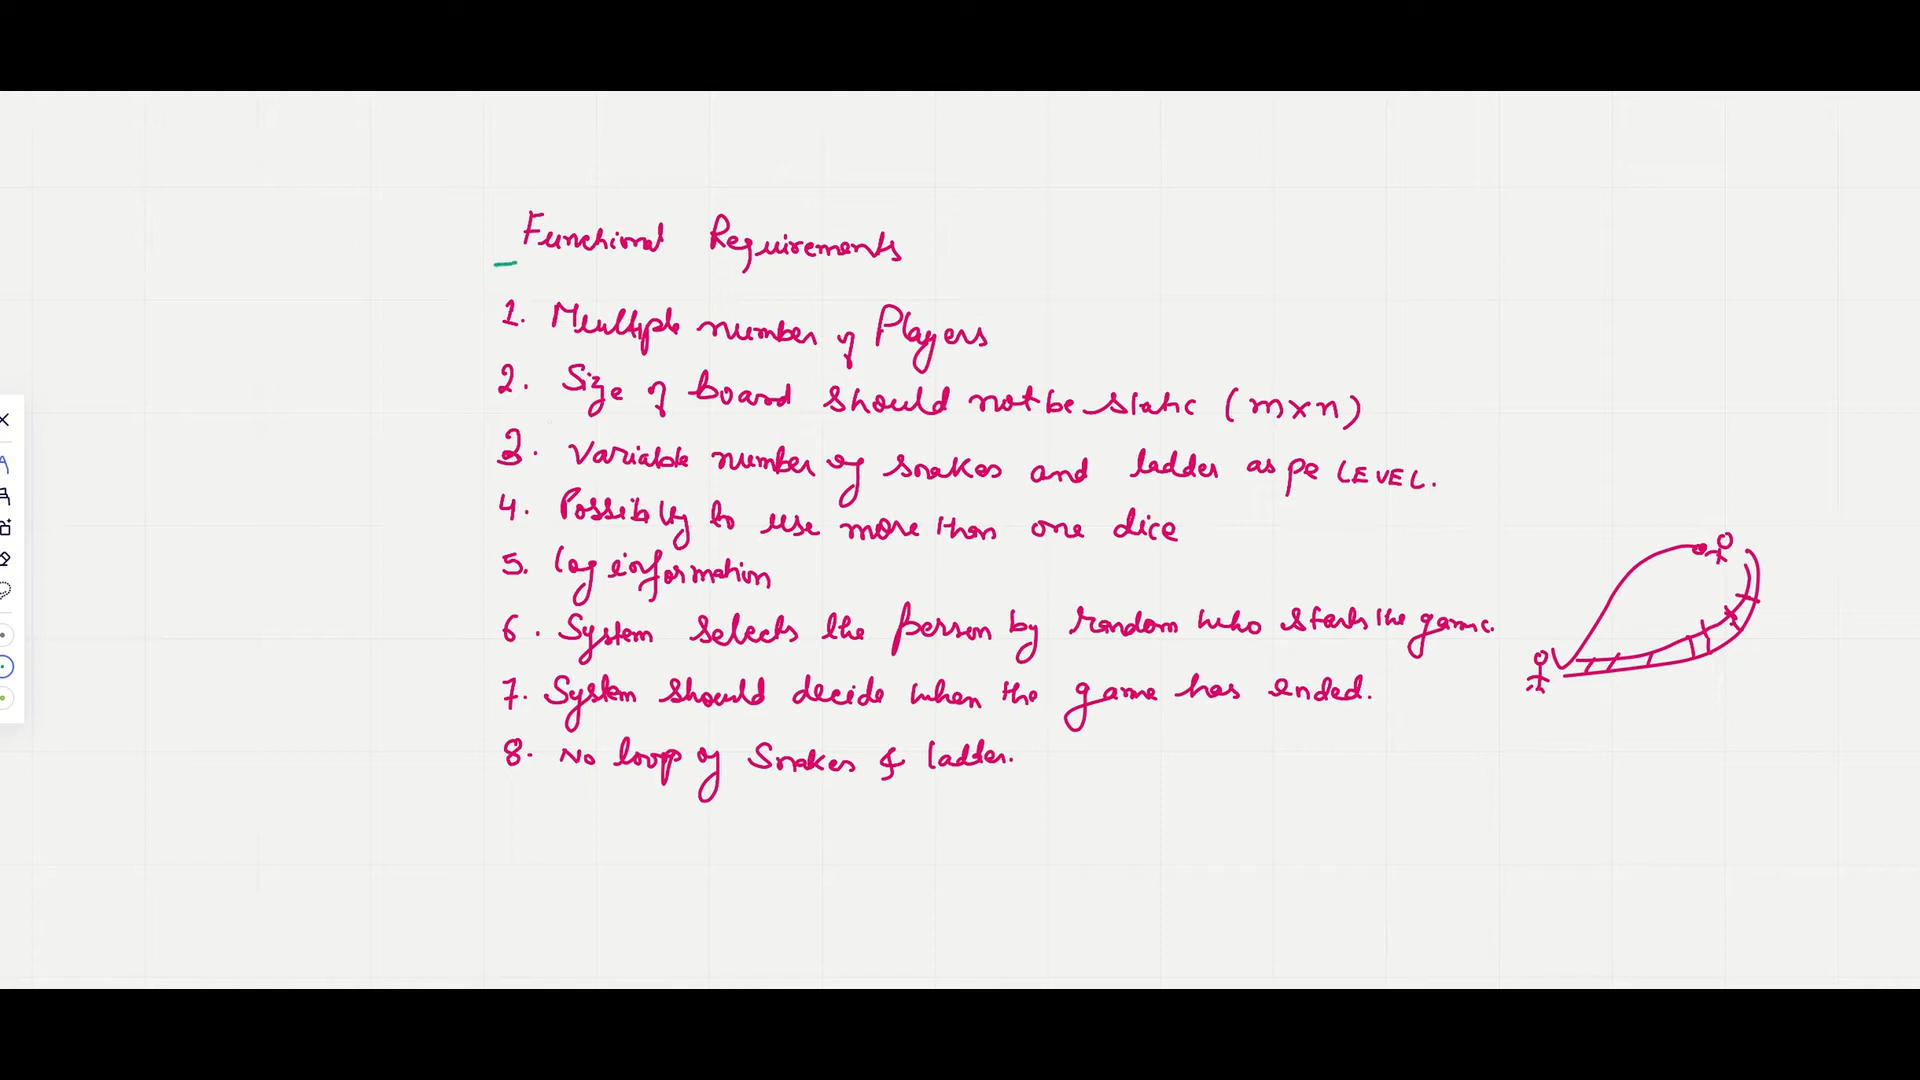 Functional Requirements
1. Multiple number of Players
2. Size of board should not be static (m×n)
3. Variable number of snakes and ladder as pe LEVEL.
4. Possiblity to use more than one dice
5. Log information
6. System selects the person by random who starts the game.
7. System should decide when the game has ended.
8. No loop of Snakes & ladder.